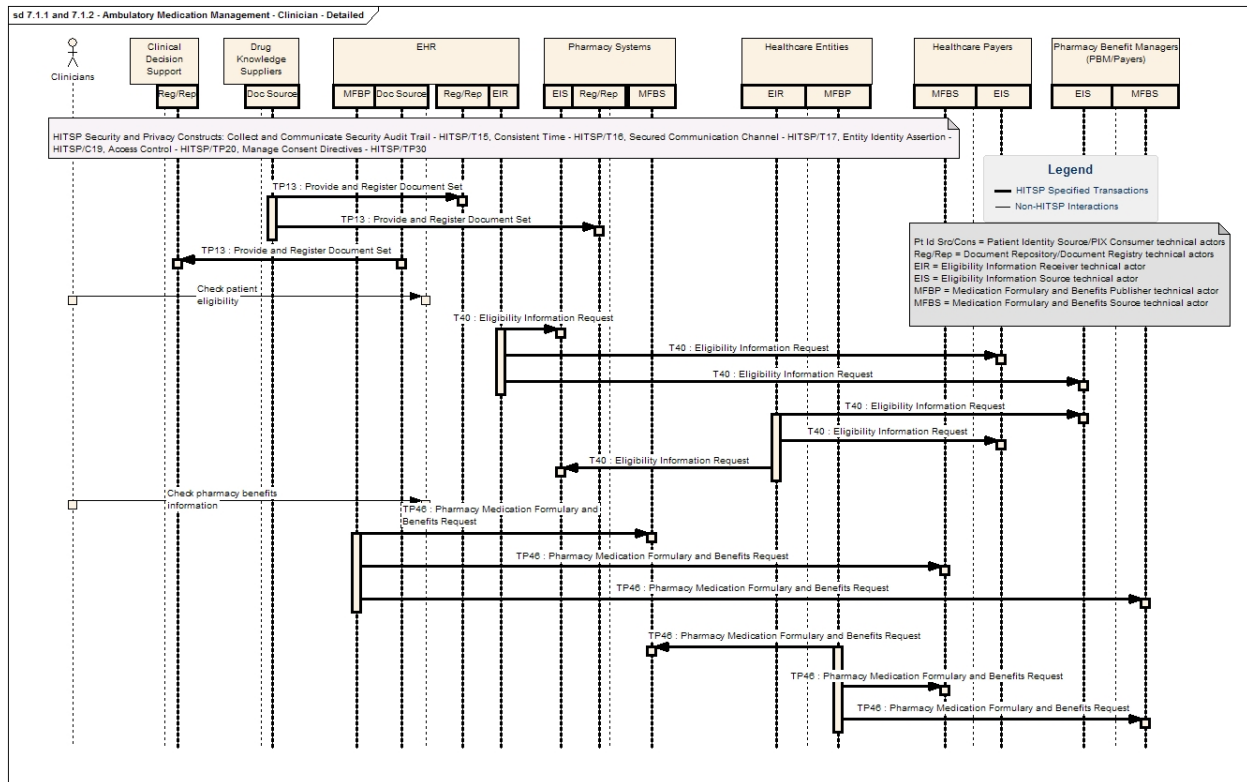 sd 7.1.1 and 7.1.2 - Ambulatory Medication Management - Clinician - Detailed
Clinicians
Clinical
Decision
Support
Reg/Rep
Drug
Knowledge
Suppliers
Doc Source
EHR
MFBP
Doc Source
Reg/Rep
EIR
Pharmacy Systems
EIS
Reg/Rep
MFBS
Healthcare Entities
EIR
MFBP
Healthcare Payers
MFBS
EIS
Pharmacy Benefit Managers
(PBM/Payers)
EIS
MFBS
HITSP Security and Privacy Constructs: Collect and Communicate Security Audit Trail - HITSP/T15, Consistent Time - HITSP/T16, Secured Communication Channel - HITSP/T17, Entity Identity Assertion -
HITSP/C19, Access Control - HITSP/TP20, Manage Consent Directives - HITSP/TP30
Legend
HITSP Specified Transactions
Non-HITSP Interactions
TP13 : Provide and Register Document Set
TP13 : Provide and Register Document Set
TP13 : Provide and Register Document Set
Pt Id Src/Cons = Patient Identity Source/PIX Consumer technical actors
Reg/Rep = Document Repository/Document Registry technical actors
EIR = Eligibility Information Receiver technical actor
EIS = Eligibility Information Source technical actor
MFBP = Medication Formulary and Benefits Publisher technical actor
MFBS = Medication Formulary and Benefits Source technical actor
Check patient
eligibility
T40 : Eligibility Information Request
T40 : Eligibility Information Request
T40 : Eligibility Information Request
T40 : Eligibility Information Request
T40 : Eligibility Information Request
T40 : Eligibility Information Request
Check pharmacy benefits
information
TP46 : Pharmacy Medication Formulary and
Benefits Request
TP46 : Pharmacy Medication Formulary and Benefits Request
TP46 : Pharmacy Medication Formulary and Benefits Request
TP46 : Pharmacy Medication Formulary and Benefits Request
TP46 : Pharmacy Medication Formulary and Benefits Request
TP46 : Pharmacy Medication Formulary and Benefits Request